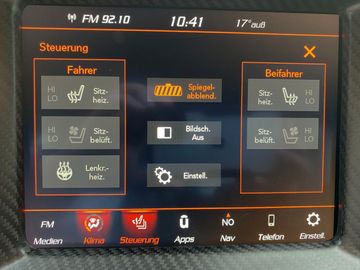 FM 92.10 10:41 17°auß
Steuerung
Fahrer
Beifahrer
HI
LO
Sitz-
heiz.
Spiegel-
abblend.
Sitz-
heiz.
HI
LO
HI
LO
Sitz-
belüft.
Bildsch.
Aus
Sitz-
belüft.
HI
LO
Lenkr.-
heiz.
Einstell.
FM
NO
Medien Klima Steuerung Apps Nav Telefon Einstell.